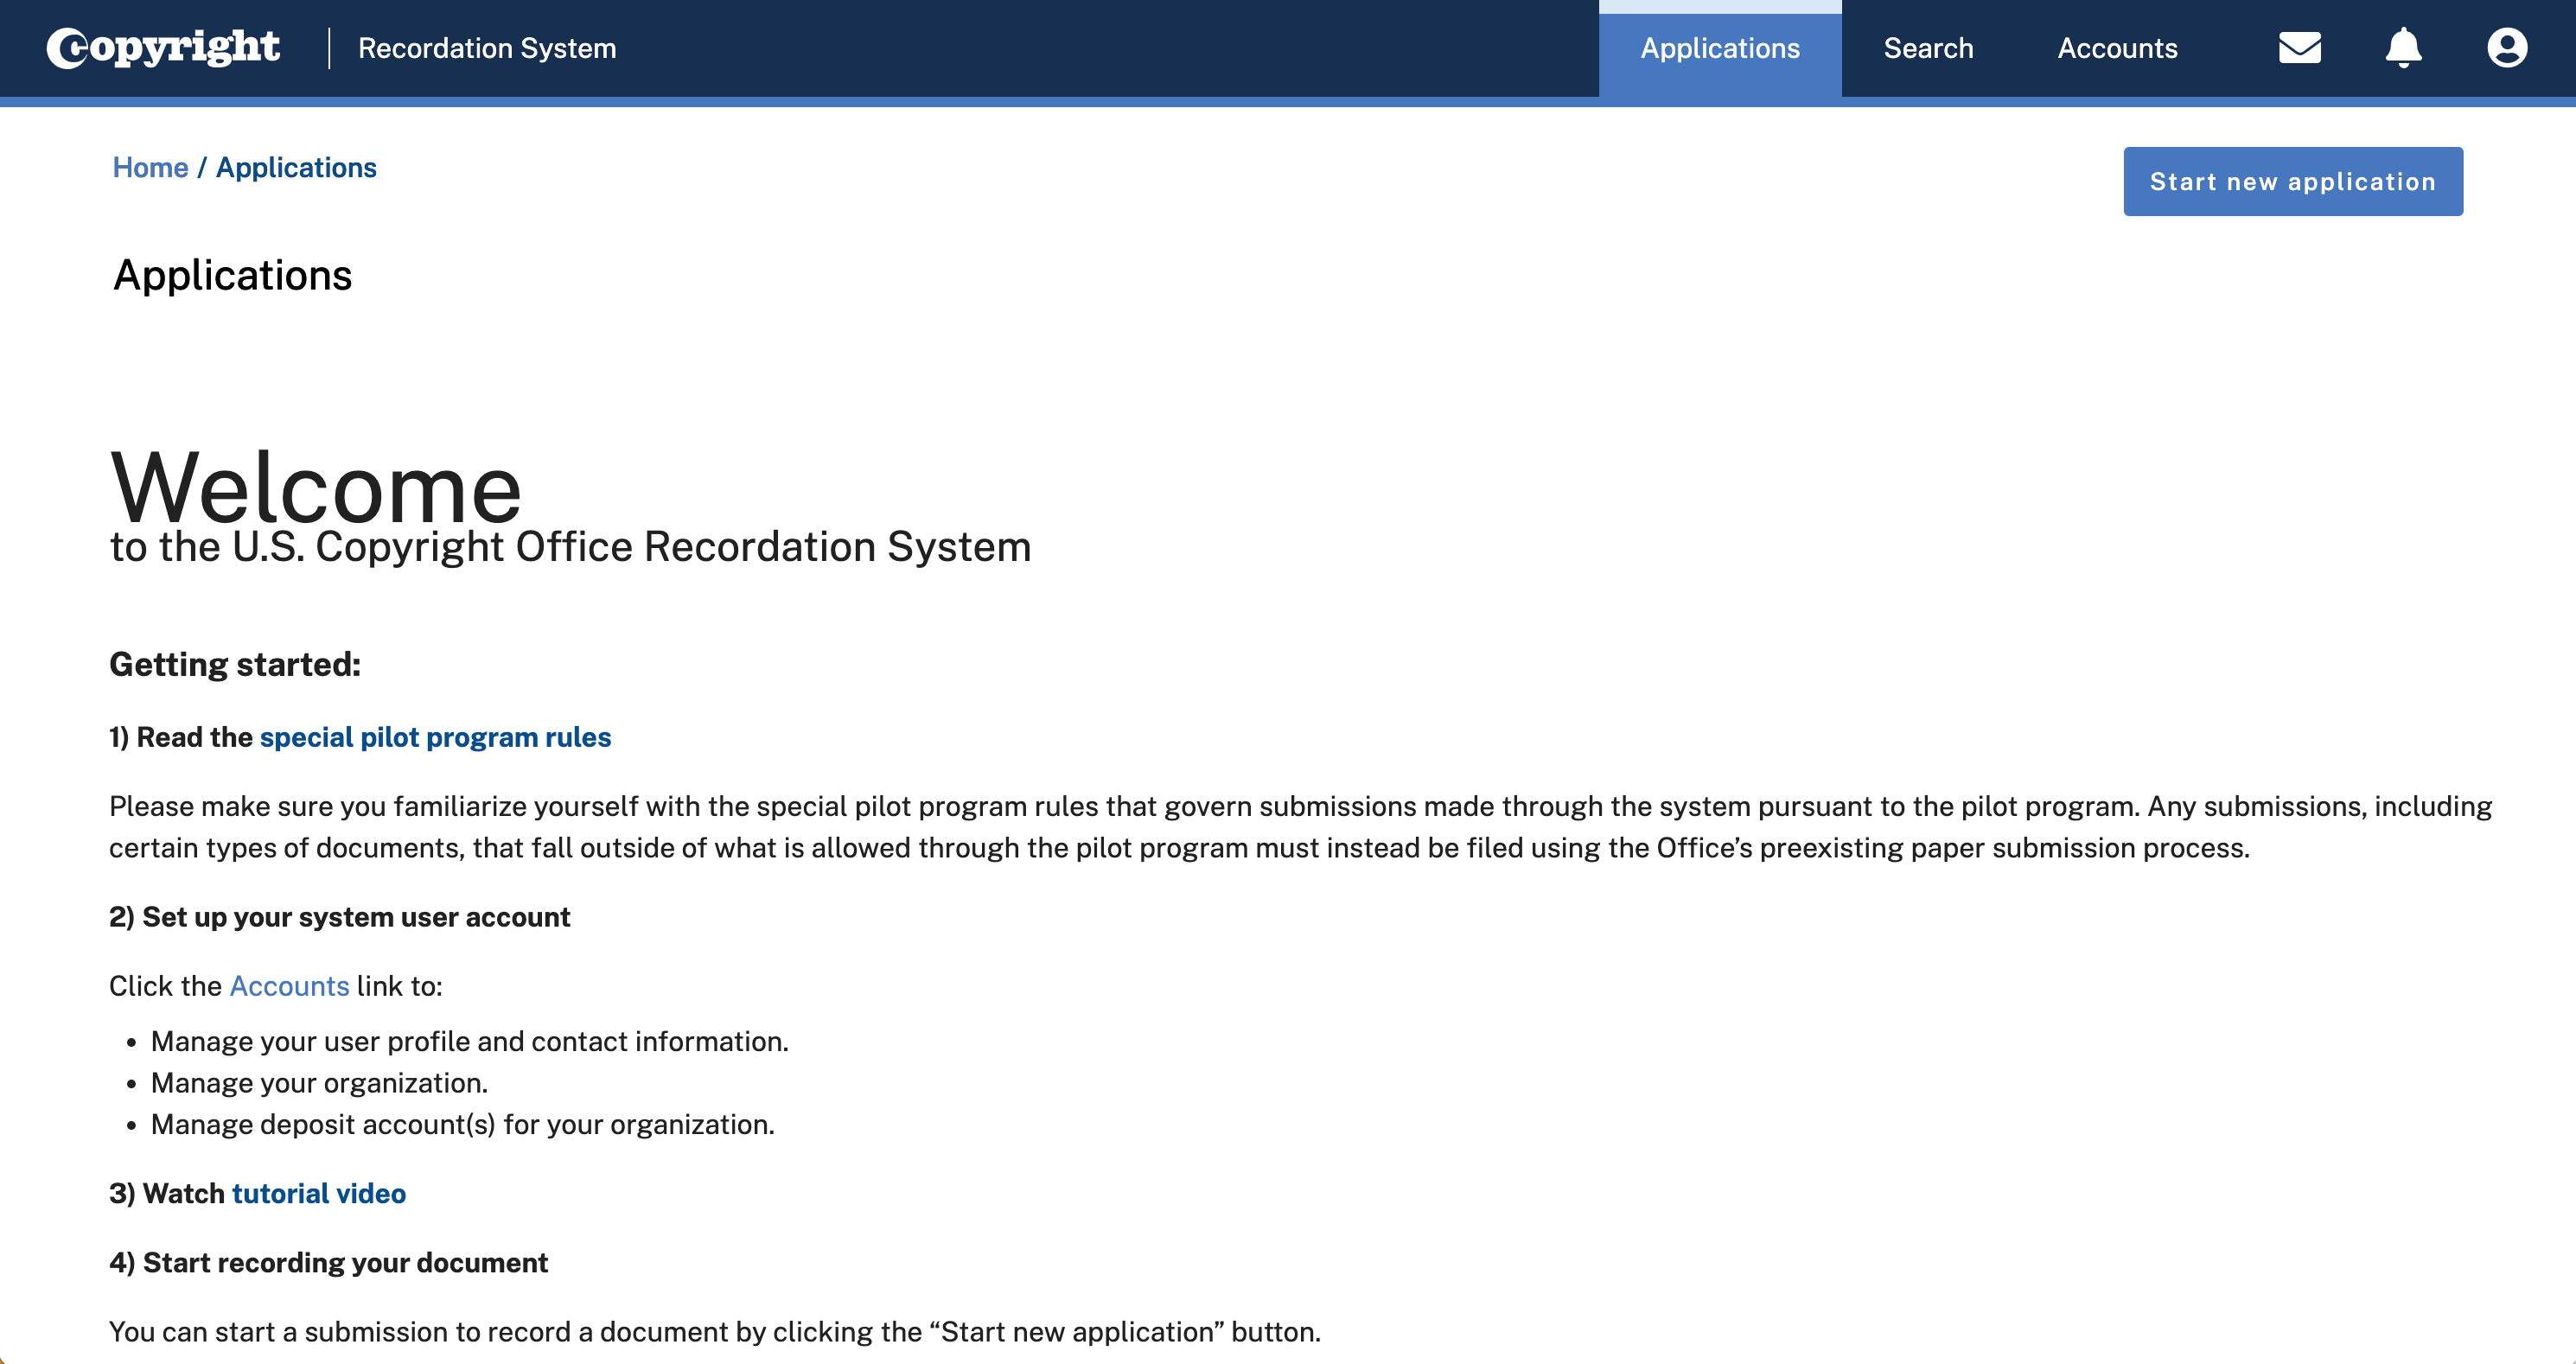 Copyright
Recordation System
Applications
Search
Accounts
Home / Applications
Start new application
Applications
Welcome
to the U.S. Copyright Office Recordation System
Getting started:
1) Read the special pilot program rules
Please make sure you familiarize yourself with the special pilot program rules that govern submissions made through the system pursuant to the pilot program. Any submissions, including
certain types of documents, that fall outside of what is allowed through the pilot program must instead be filed using the Office’s preexisting paper submission process.
2) Set up your system user account
Click the Accounts link to:
• Manage your user profile and contact information.
• Manage your organization.
• Manage deposit account(s) for your organization.
3) Watch tutorial video
4) Start recording your document
You can start a submission to record a document by clicking the “Start new application” button.